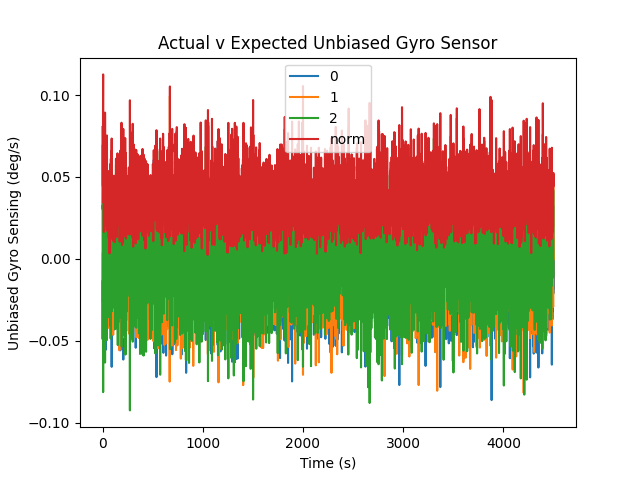 Actual v Expected Unbiased Gyro Sensor
Unbiased Gyro Sensing (deg/s)
0.10
0.05
0.00
−0.05
−0.10
0
1
2
norm
0 1000 2000 3000 4000
Time (s)